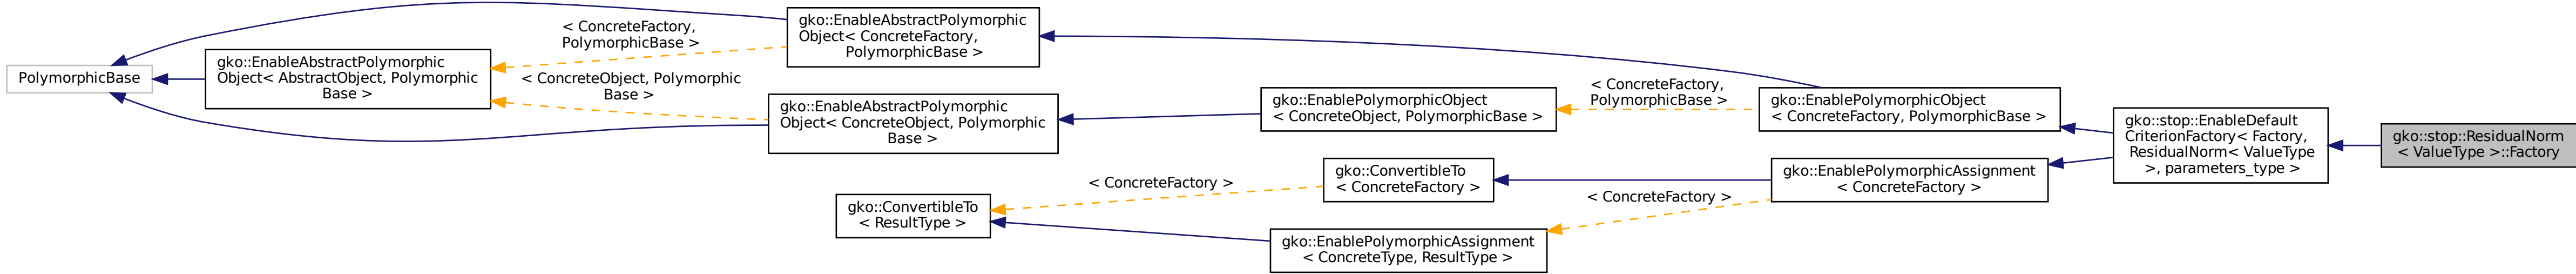 PolymorphicBase
gko::EnableAbstractPolymorphic
Object< AbstractObject, Polymorphic
Base >
< ConcreteFactory,
PolymorphicBase >
< ConcreteObject, Polymorphic
Base >
gko::EnableAbstractPolymorphic
Object< ConcreteFactory,
PolymorphicBase >
gko::EnableAbstractPolymorphic
Object< ConcreteObject, Polymorphic
Base >
gko::ConvertibleTo
< ResultType >
< ConcreteFactory >
gko::EnablePolymorphicObject
< ConcreteObject, PolymorphicBase >
gko::ConvertibleTo
< ConcreteFactory >
gko::EnablePolymorphicAssignment
< ConcreteType, ResultType >
< ConcreteFactory,
PolymorphicBase >
< ConcreteFactory >
gko::EnablePolymorphicObject
< ConcreteFactory, PolymorphicBase >
gko::EnablePolymorphicAssignment
< ConcreteFactory >
gko::stop::EnableDefault
CriterionFactory< Factory,
ResidualNorm< ValueType
>, parameters_type >
gko::stop::ResidualNorm
< ValueType >::Factory